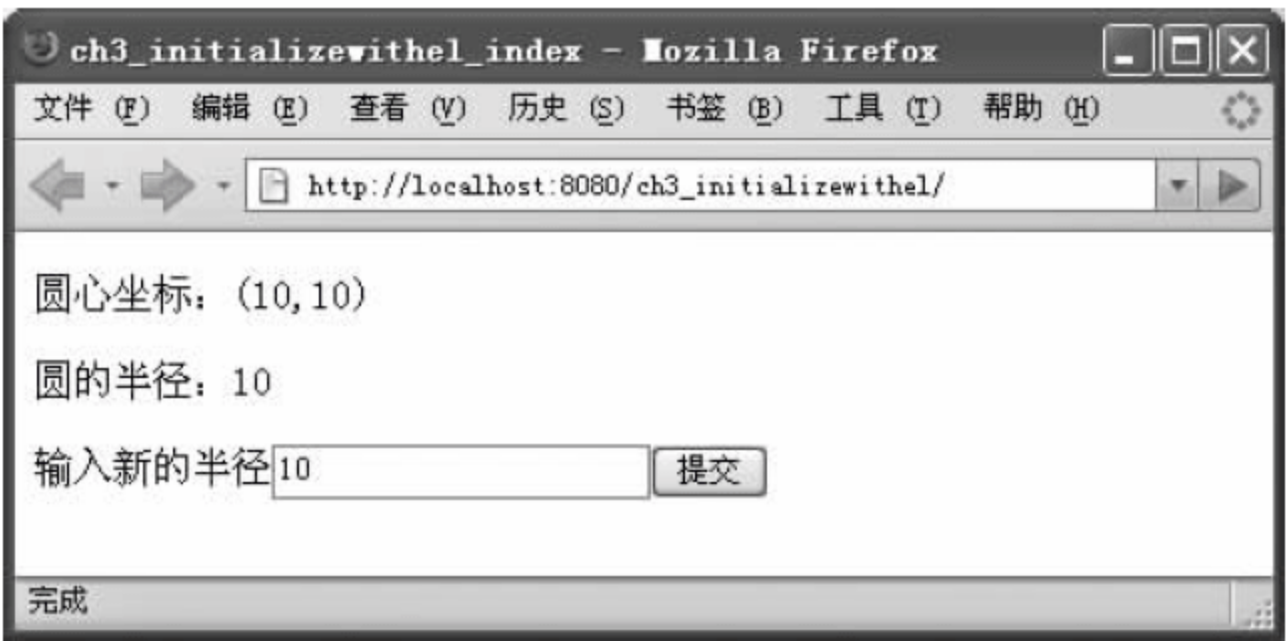 ch3_initializewithel_index - Mozilla Firefox
文件 (F) 编辑 (E) 查看 (V) 历史 (S) 书签 (B) 工具 (T) 帮助 (H)
http://localhost:8080/ch3_initializewithel/
圆心坐标：(10,10)
圆的半径：10
输入新的半径 10 提交
完成